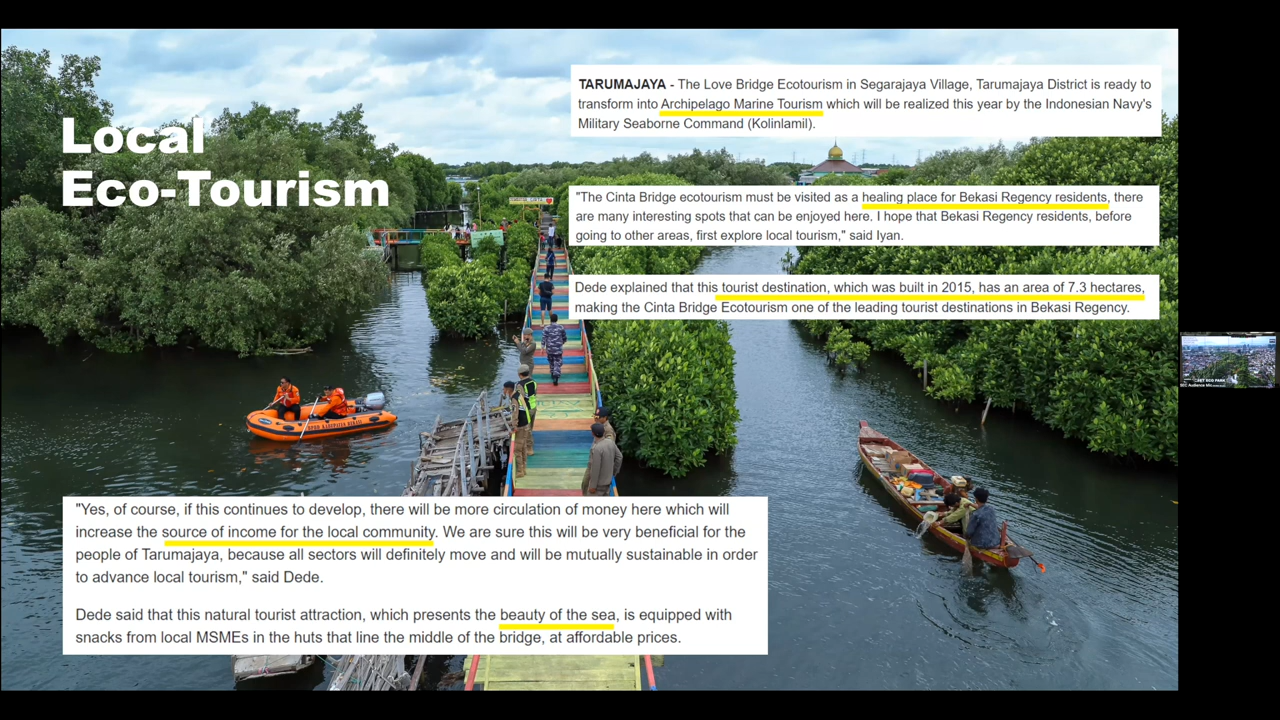 Local
Eco-Tourism
TARUMAJAYA - The Love Bridge Ecotourism in Segarajaya Village, Tarumajaya District is ready to
transform into Archipelago Marine Tourism which will be realized this year by the Indonesian Navy's
Military Seaborne Command (Kolinlamil).
"The Cinta Bridge ecotourism must be visited as a healing place for Bekasi Regency residents, there
are many interesting spots that can be enjoyed here. I hope that Bekasi Regency residents, before
going to other areas, first explore local tourism," said Iyan.
Dede explained that this tourist destination, which was built in 2015, has an area of 7.3 hectares,
making the Cinta Bridge Ecotourism one of the leading tourist destinations in Bekasi Regency.
BPBD KABUPATEN BEKASI
"Yes, of course, if this continues to develop, there will be more circulation of money here which will
increase the source of income for the local community. We are sure this will be very beneficial for the
people of Tarumajaya, because all sectors will definitely move and will be mutually sustainable in order
to advance local tourism," said Dede.
Dede said that this natural tourist attraction, which presents the beauty of the sea, is equipped with
snacks from local MSMEs in the huts that line the middle of the bridge, at affordable prices.